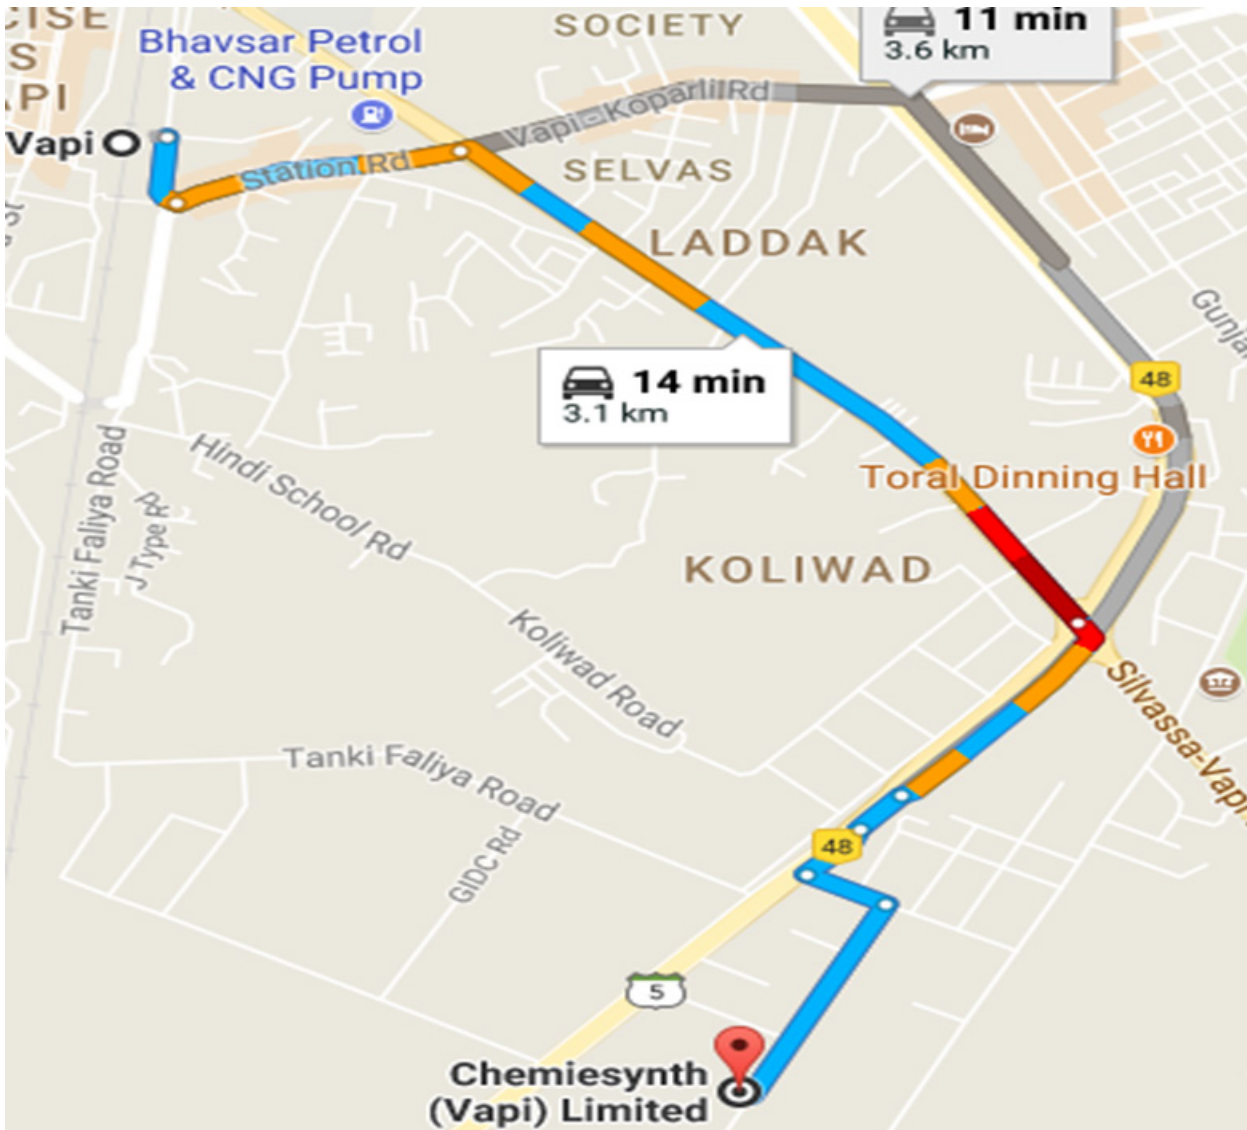 CISE
S
API
SOCIETY
11 min
3.6 km
Bhavsar Petrol
& CNG Pump
Vapi
Station Rd
Vapi-Koparli Rd
SELVAS
LADDAK
14 min
3.1 km
48
Toral Dinning Hall
Hindi School Rd
Tanki Faliya Road
J Type R
KOLIWAD
Koliwad Road
Silvassa-Vapi
Tanki Faliya Road
GIDC Rd
48
5
Chemiesynth
(Vapi) Limited